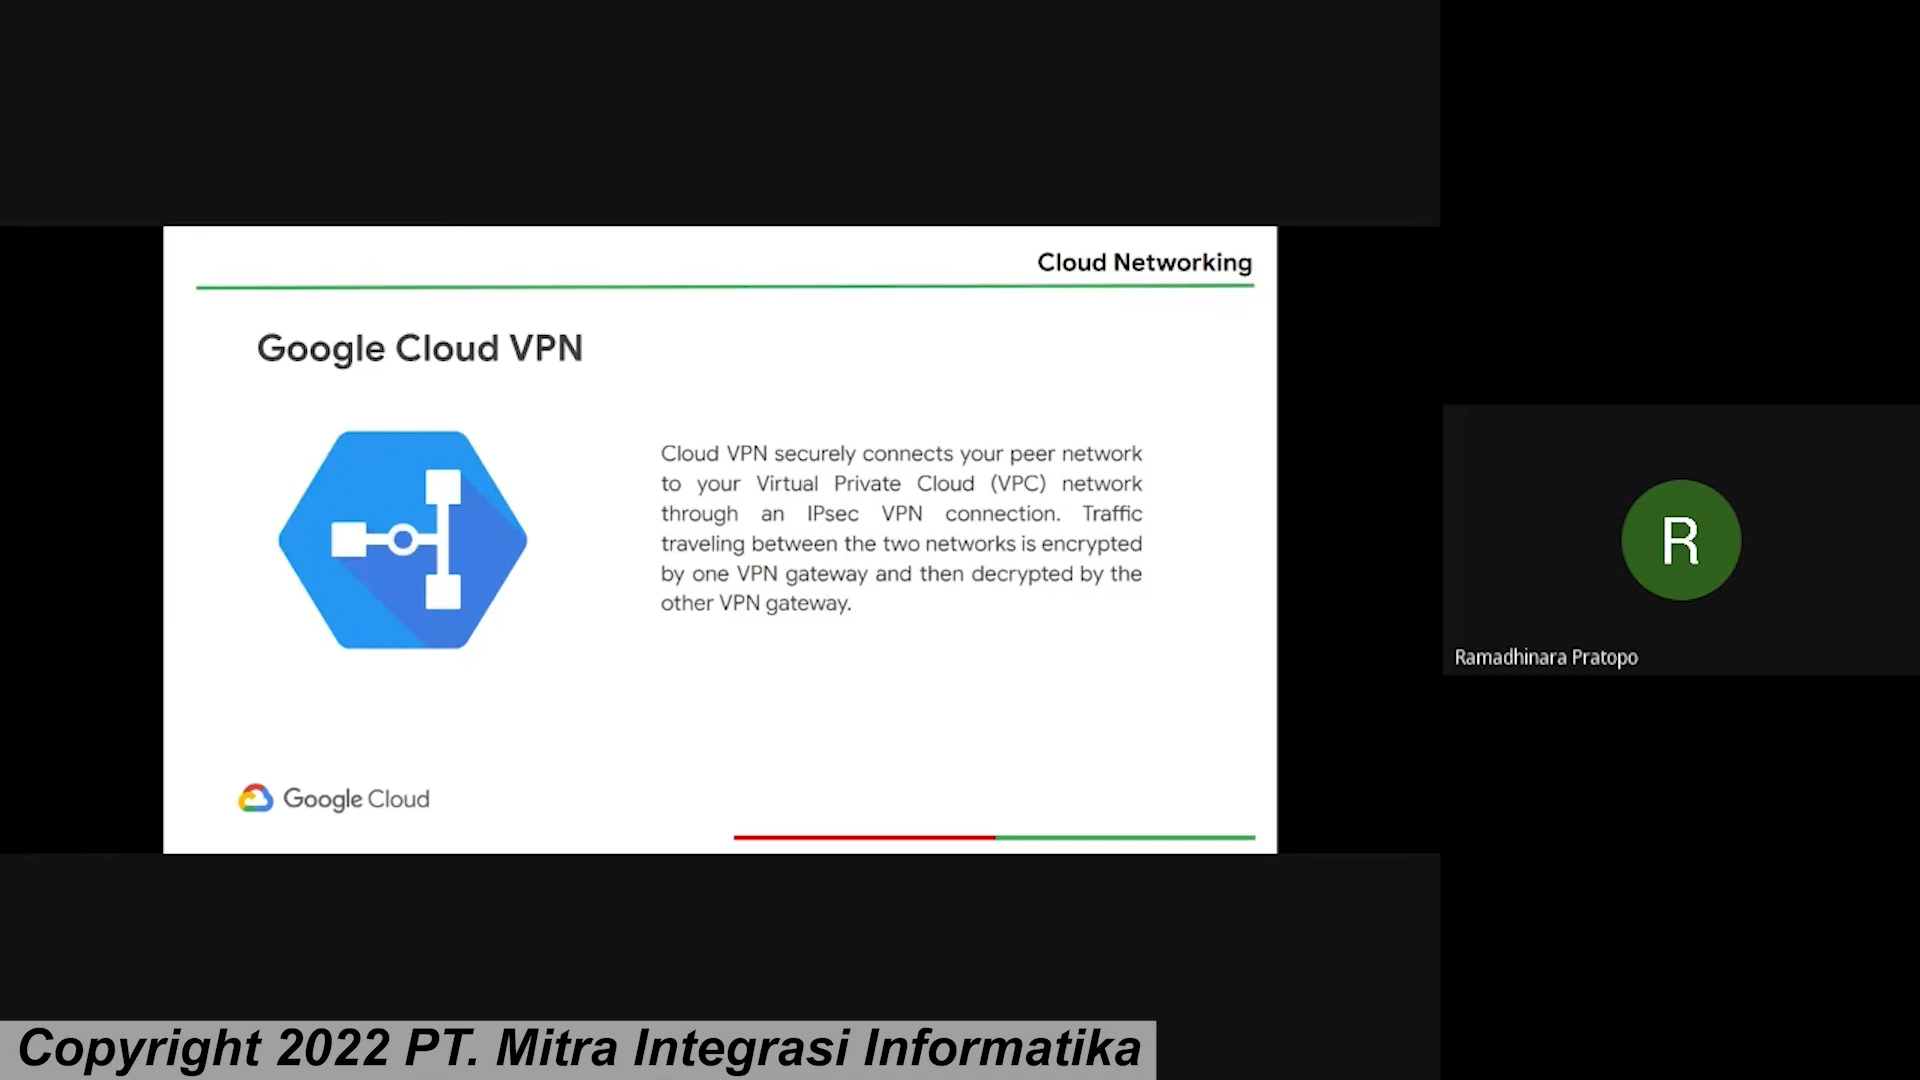 Cloud Networking
Google Cloud VPN
Cloud VPN securely connects your peer network
to your Virtual Private Cloud (VPC) network
through an IPsec VPN connection. Traffic
traveling between the two networks is encrypted
by one VPN gateway and then decrypted by the
other VPN gateway.
Google Cloud
R
Ramadhinara Pratopo
Copyright 2022 PT. Mitra Integrasi Informatika